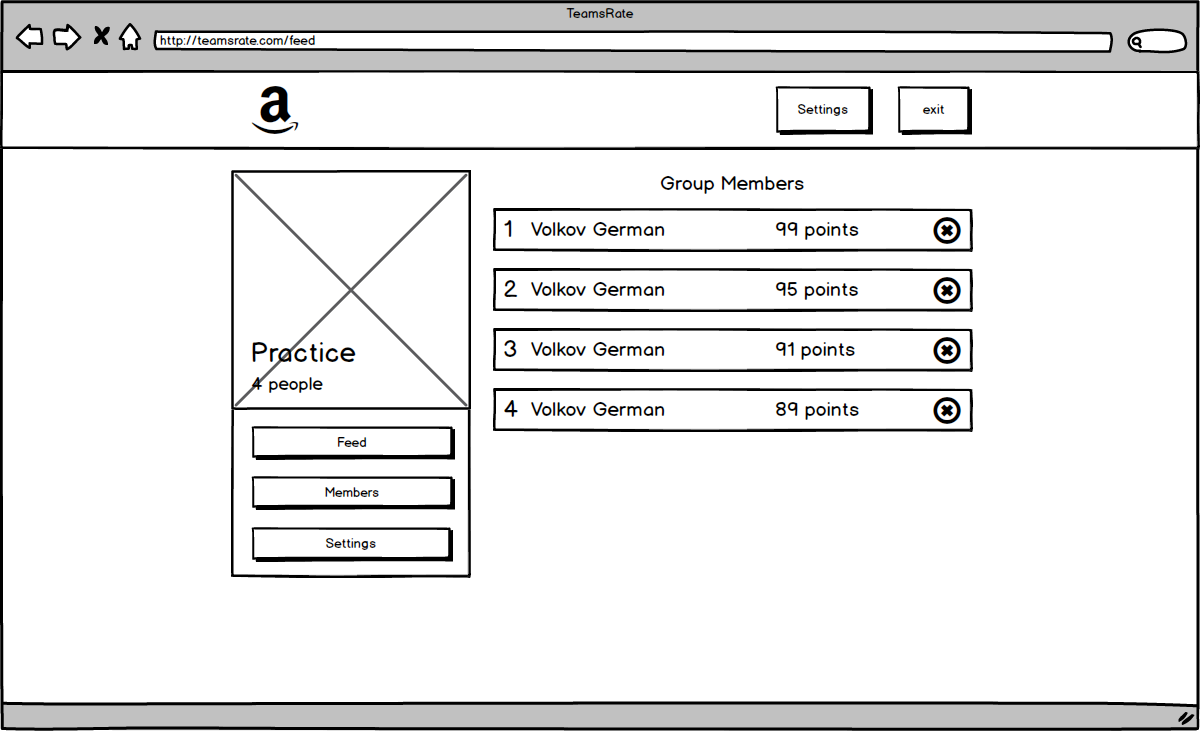 TeamsRate
http://teamsrate.com/feed
a
Settings
exit
Group Members
1 Volkov German 99 points
2 Volkov German 95 points
3 Volkov German 91 points
4 Volkov German 89 points
Practice
4 people
Feed
Members
Settings